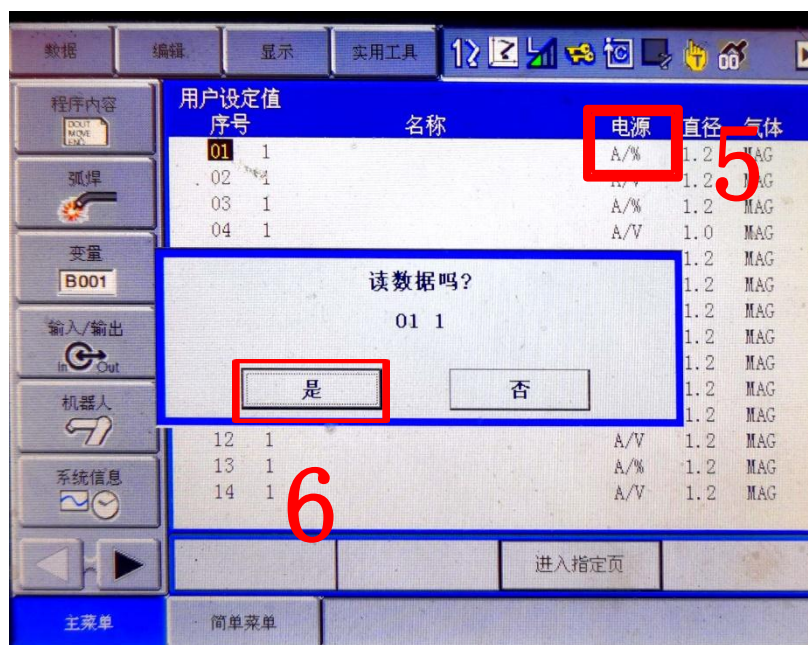 数据 编辑 显示 实用工具
程序内容
DOUT
MOVE
END
弧焊
变量
B001
输入/输出
In Out
机器人
系统信息
主菜单 简单菜单
用户设定值
序号 名称 电源 直径 气体
01 1 A/% 1.2 MAG
02 1 A/V 1.2 MAG
03 1 A/% 1.2 MAG
04 1 A/V 1.0 MAG
1.2 MAG
1.2 MAG
1.2 MAG
1.2 MAG
1.2 MAG
1.2 MAG
1.2 MAG
12 1 A/V 1.2 MAG
13 1 A/% 1.2 MAG
14 1 A/V 1.2 MAG
读数据吗?
01 1
是 否
进入指定页
5
6